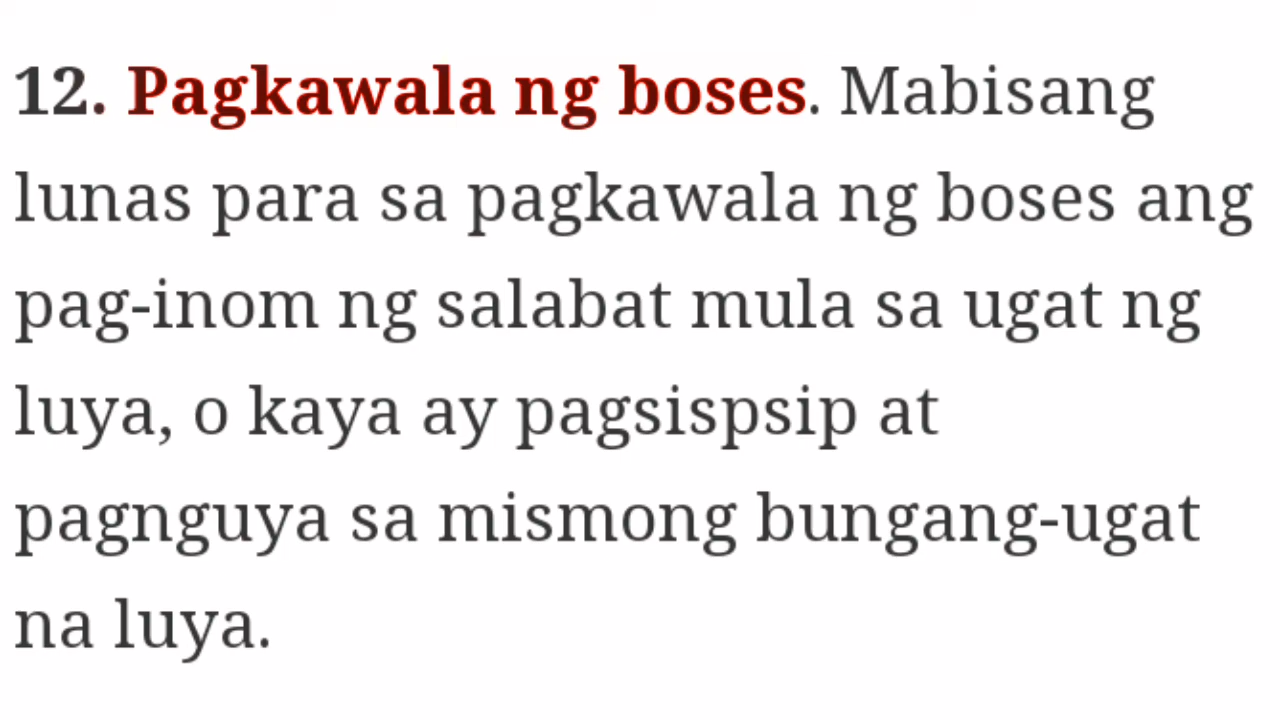 12. Pagkawala ng boses. Mabisang
lunas para sa pagkawala ng boses ang
pag-inom ng salabat mula sa ugat ng
luya, o kaya ay pagsispsip at
pagnguya sa mismong bungang-ugat
na luya.